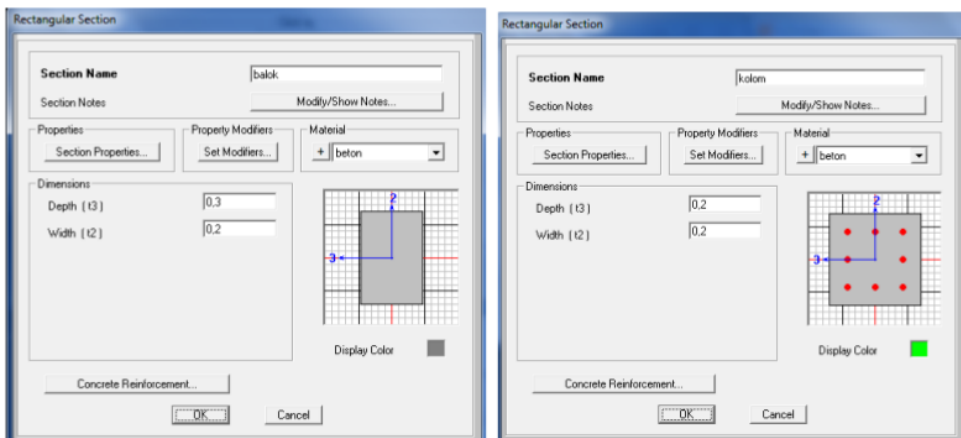 Rectangular Section
Section Name balok
Section Notes Modify/Show Notes...
Properties Property Modifiers Material
Section Properties... Set Modifiers... + beton
Dimensions
Depth ( t3 ) 0,3
Width ( t2 ) 0,2
2
3
Display Color
Concrete Reinforcement...
OK Cancel
Rectangular Section
Section Name kolom
Section Notes Modify/Show Notes...
Properties Property Modifiers Material
Section Properties... Set Modifiers... + beton
Dimensions
Depth ( t3 ) 0,2
Width ( t2 ) 0,2
2
3
Display Color
Concrete Reinforcement...
OK Cancel